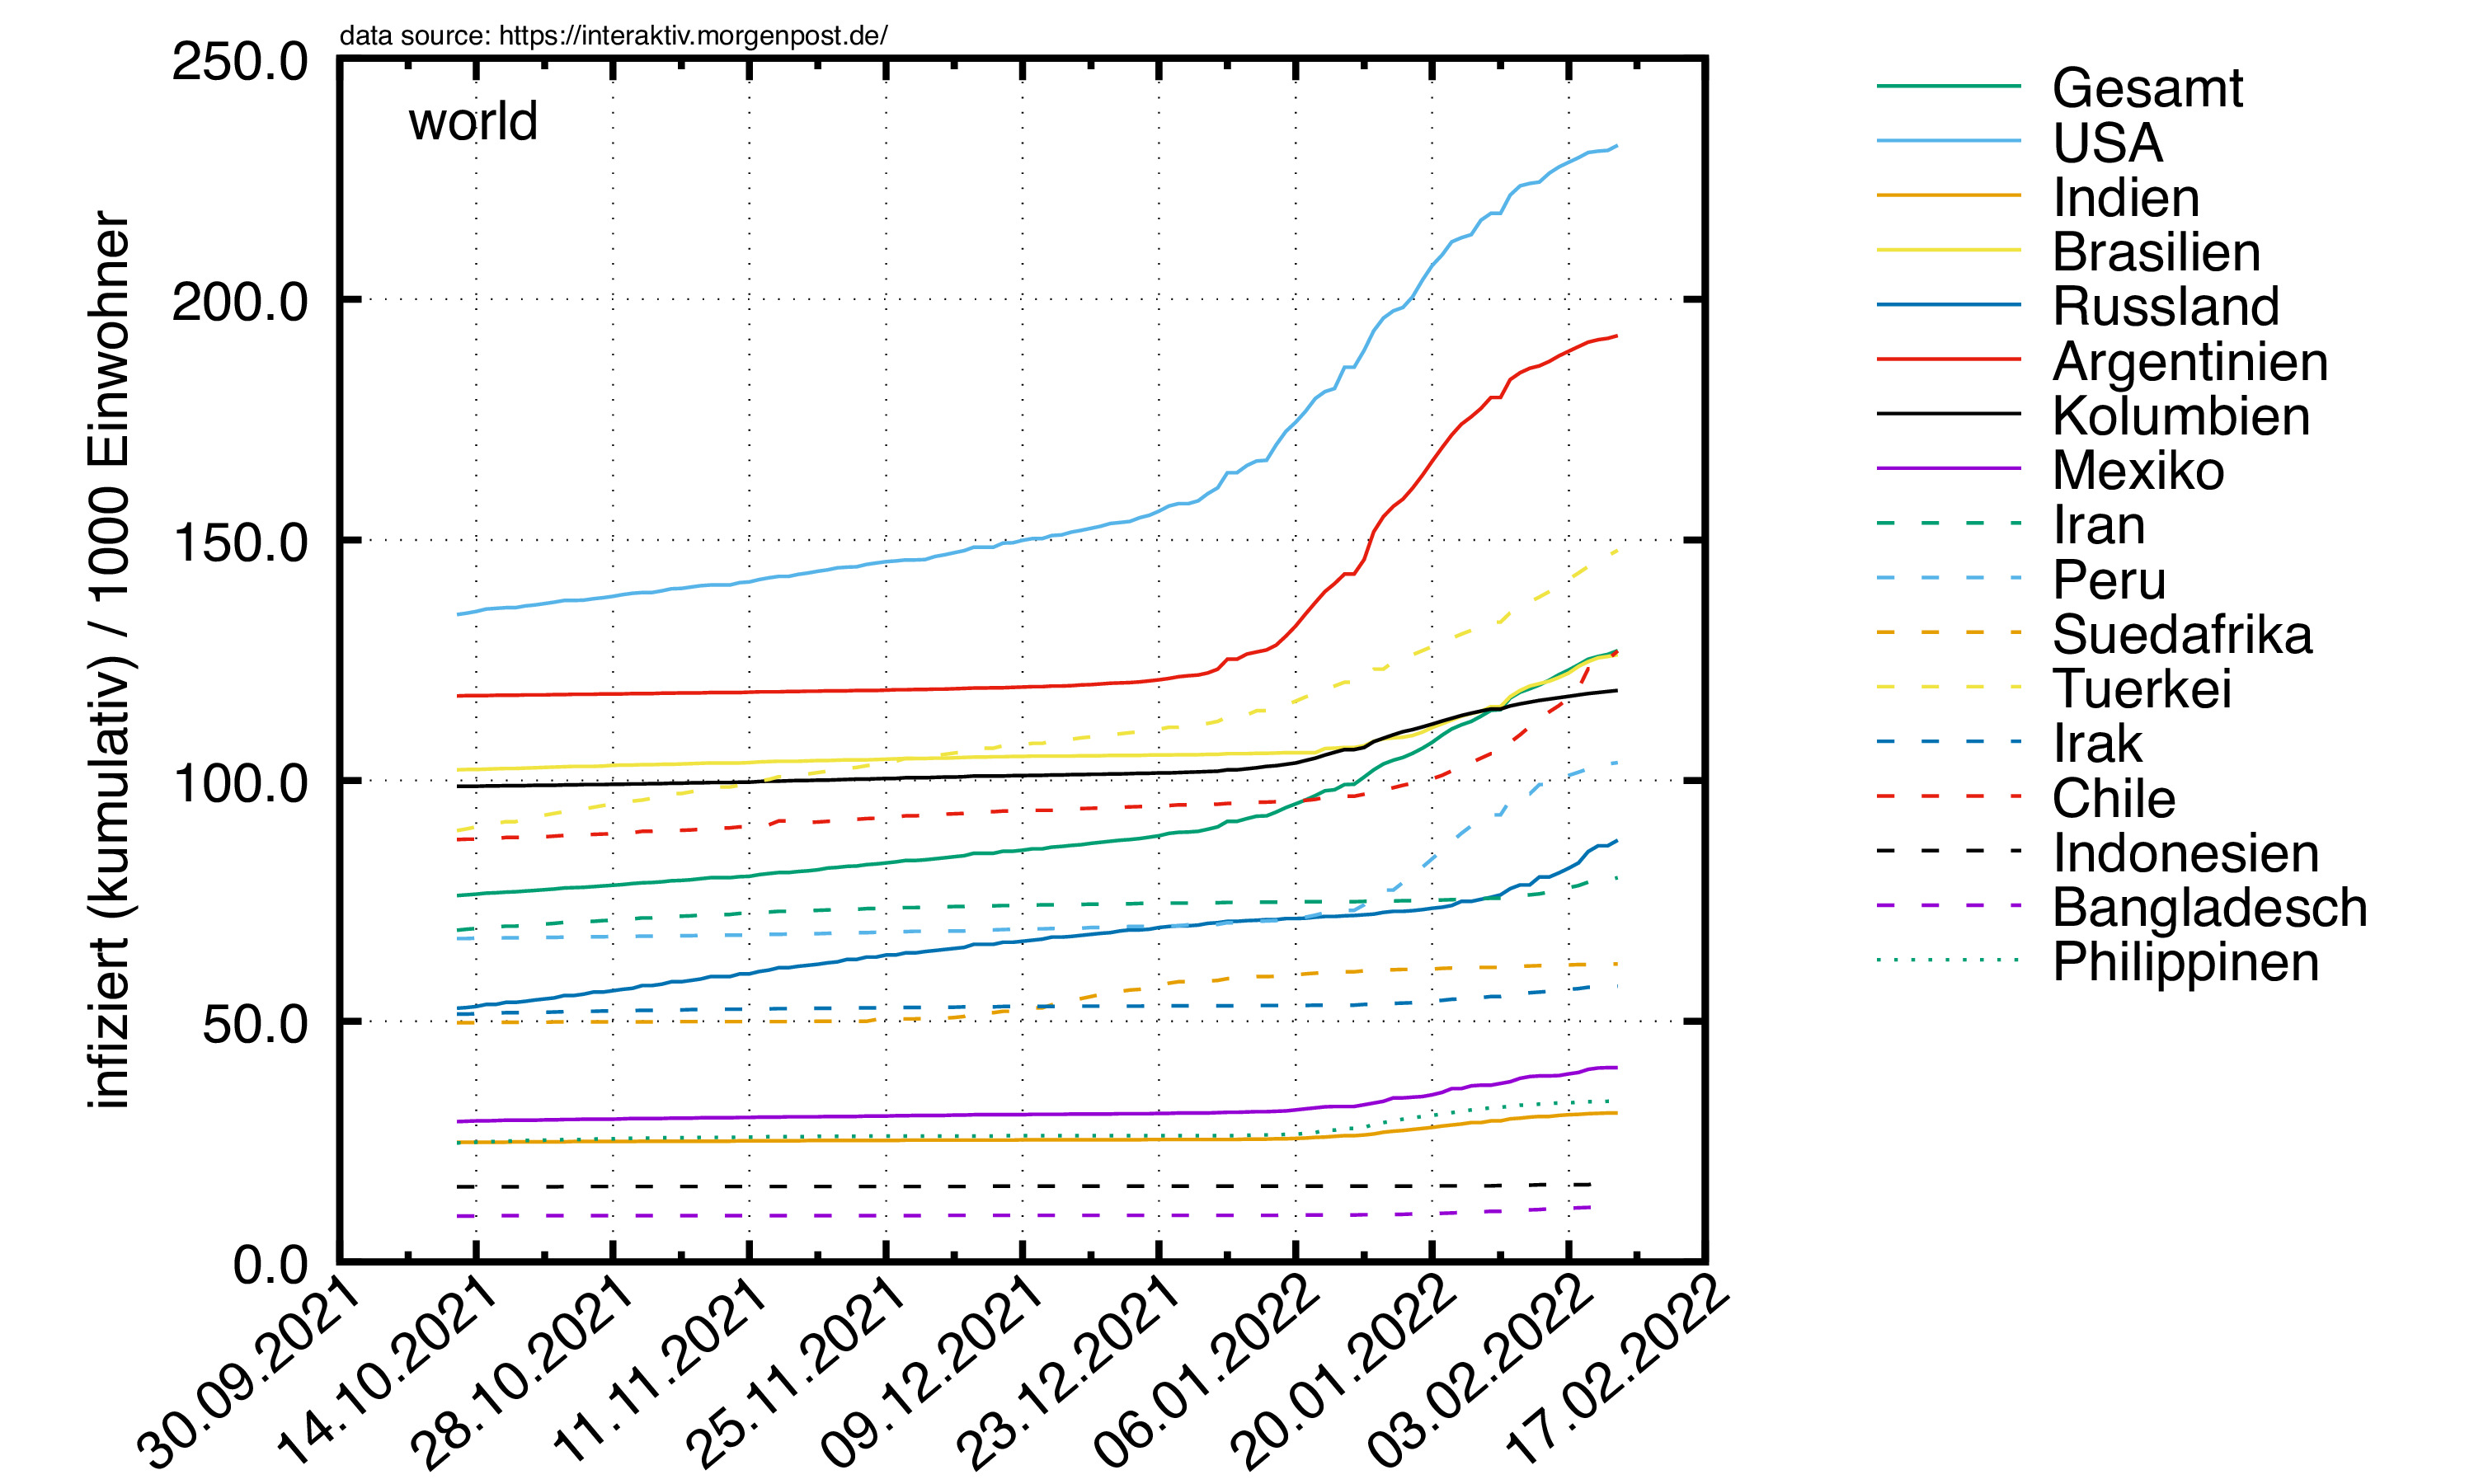 data source: https://interaktiv.morgenpost.de/
250.0
200.0
150.0
100.0
50.0
0.0
infiziert (kumulativ) / 1000 Einwohner
world
30.09.2021
14.10.2021
28.10.2021
11.11.2021
25.11.2021
09.12.2021
23.12.2021
06.01.2022
20.01.2022
03.02.2022
17.02.2022
Gesamt
USA
Indien
Brasilien
Russland
Argentinien
Kolumbien
Mexiko
Iran
Peru
Suedafrika
Tuerkei
Irak
Chile
Indonesien
Bangladesch
Philippinen